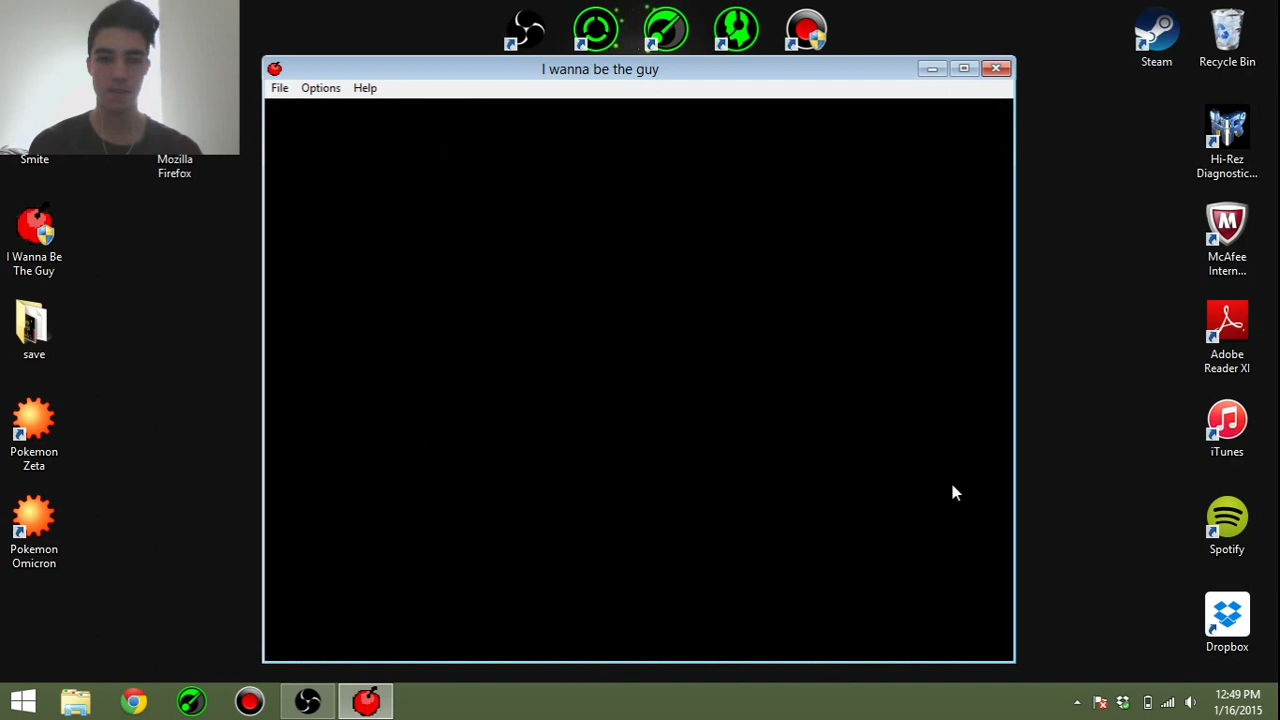 I wanna be the guy
File Options Help
Smite
Mozilla
Firefox
I Wanna Be
The Guy
save
Pokemon
Zeta
Pokemon
Omicron
Steam
Recycle Bin
Hi-Rez
Diagnostic...
McAfee
Intern...
Adobe
Reader XI
iTunes
Spotify
Dropbox
12:49 PM
1/16/2015